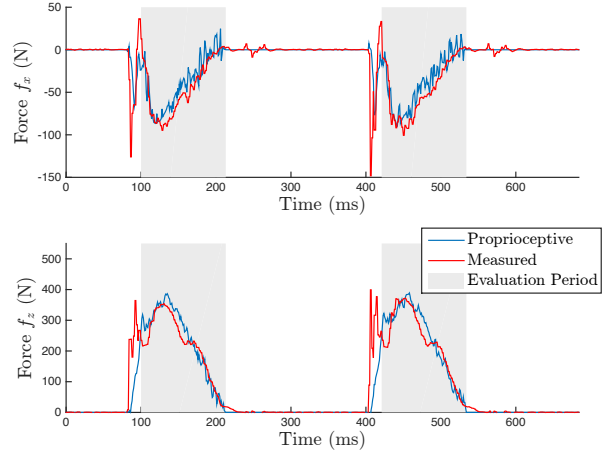 50
0
-50
-100
-150
Force f_x (N)
0 100 200 300 400 500 600
Time (ms)
Proprioceptive
Measured
Evaluation Period
500
400
300
200
100
0
Force f_z (N)
0 100 200 300 400 500 600
Time (ms)